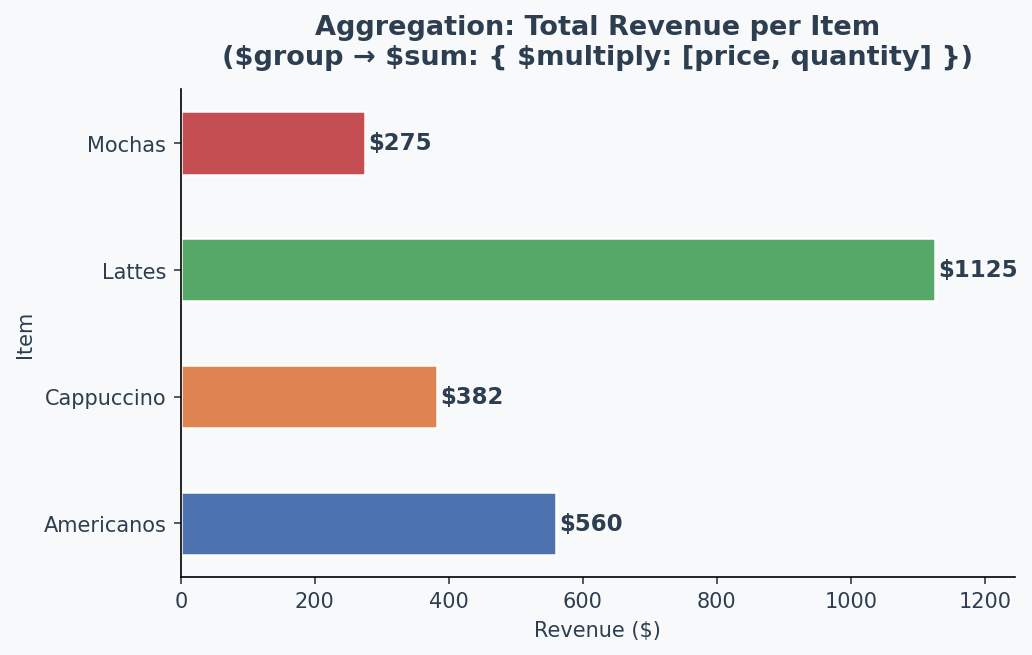 Aggregation: Total Revenue per Item
($group → $sum: { $multiply: [price, quantity] })
Mochas
$275
Lattes
$1125
Item
Cappuccino
$382
Americanos
$560
0 200 400 600 800 1000 1200
Revenue ($)